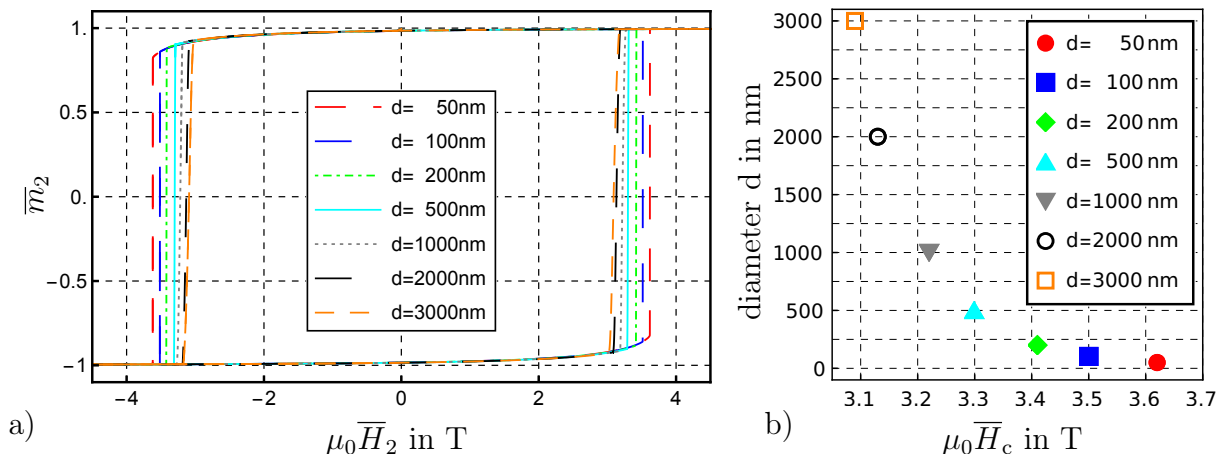 1
0.5
0.
−0.5
−1
m̅₂
d= 50nm
d= 100nm
d= 200nm
d= 500nm
d=1000nm
d=2000nm
d=3000nm
−4 −2 0 2 4
μ₀H̅₂ in T
a)
3000
2500
2000
1500
1000
500
0
diameter d in nm
d= 50 nm
d= 100 nm
d= 200 nm
d= 500 nm
d=1000 nm
d=2000 nm
d=3000 nm
3.1 3.2 3.3 3.4 3.5 3.6 3.7
μ₀H̅c in T
b)